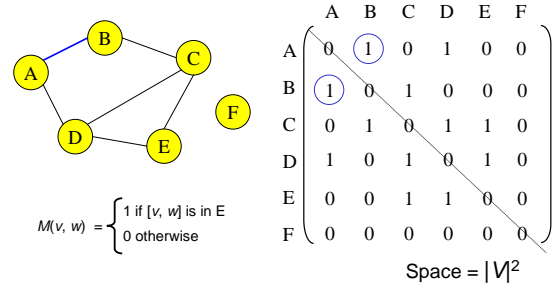 A B C D E F
A 0 1 0 1 0 0
B 1 0 1 0 0 0
C 0 1 0 1 1 0
D 1 0 1 0 1 0
E 0 0 1 1 0 0
F 0 0 0 0 0 0
Space = |V|²
B
C
A
F
D
E
M(v, w) = { 1 if [v, w] is in E
0 otherwise